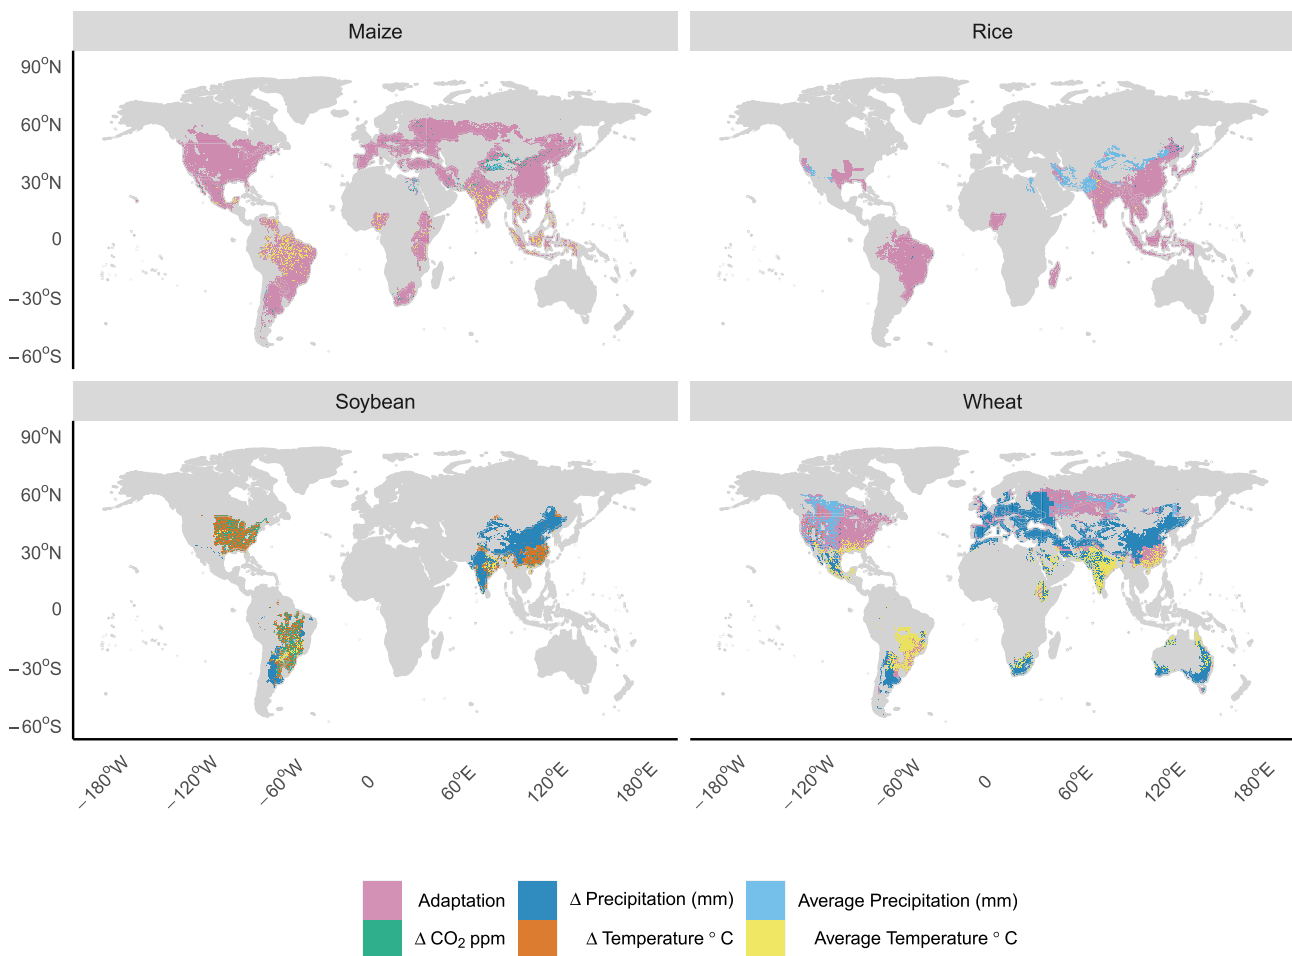 Maize
Rice
90°N
60°N
30°N
0
−30°S
−60°S
Soybean
Wheat
90°N
60°N
30°N
0
−30°S
−60°S
−180°W
−120°W
−60°W
0
60°E
120°E
180°E
−180°W
−120°W
−60°W
0
60°E
120°E
180°E
Adaptation
Δ Precipitation (mm)
Average Precipitation (mm)
Δ CO₂ ppm
Δ Temperature ° C
Average Temperature ° C